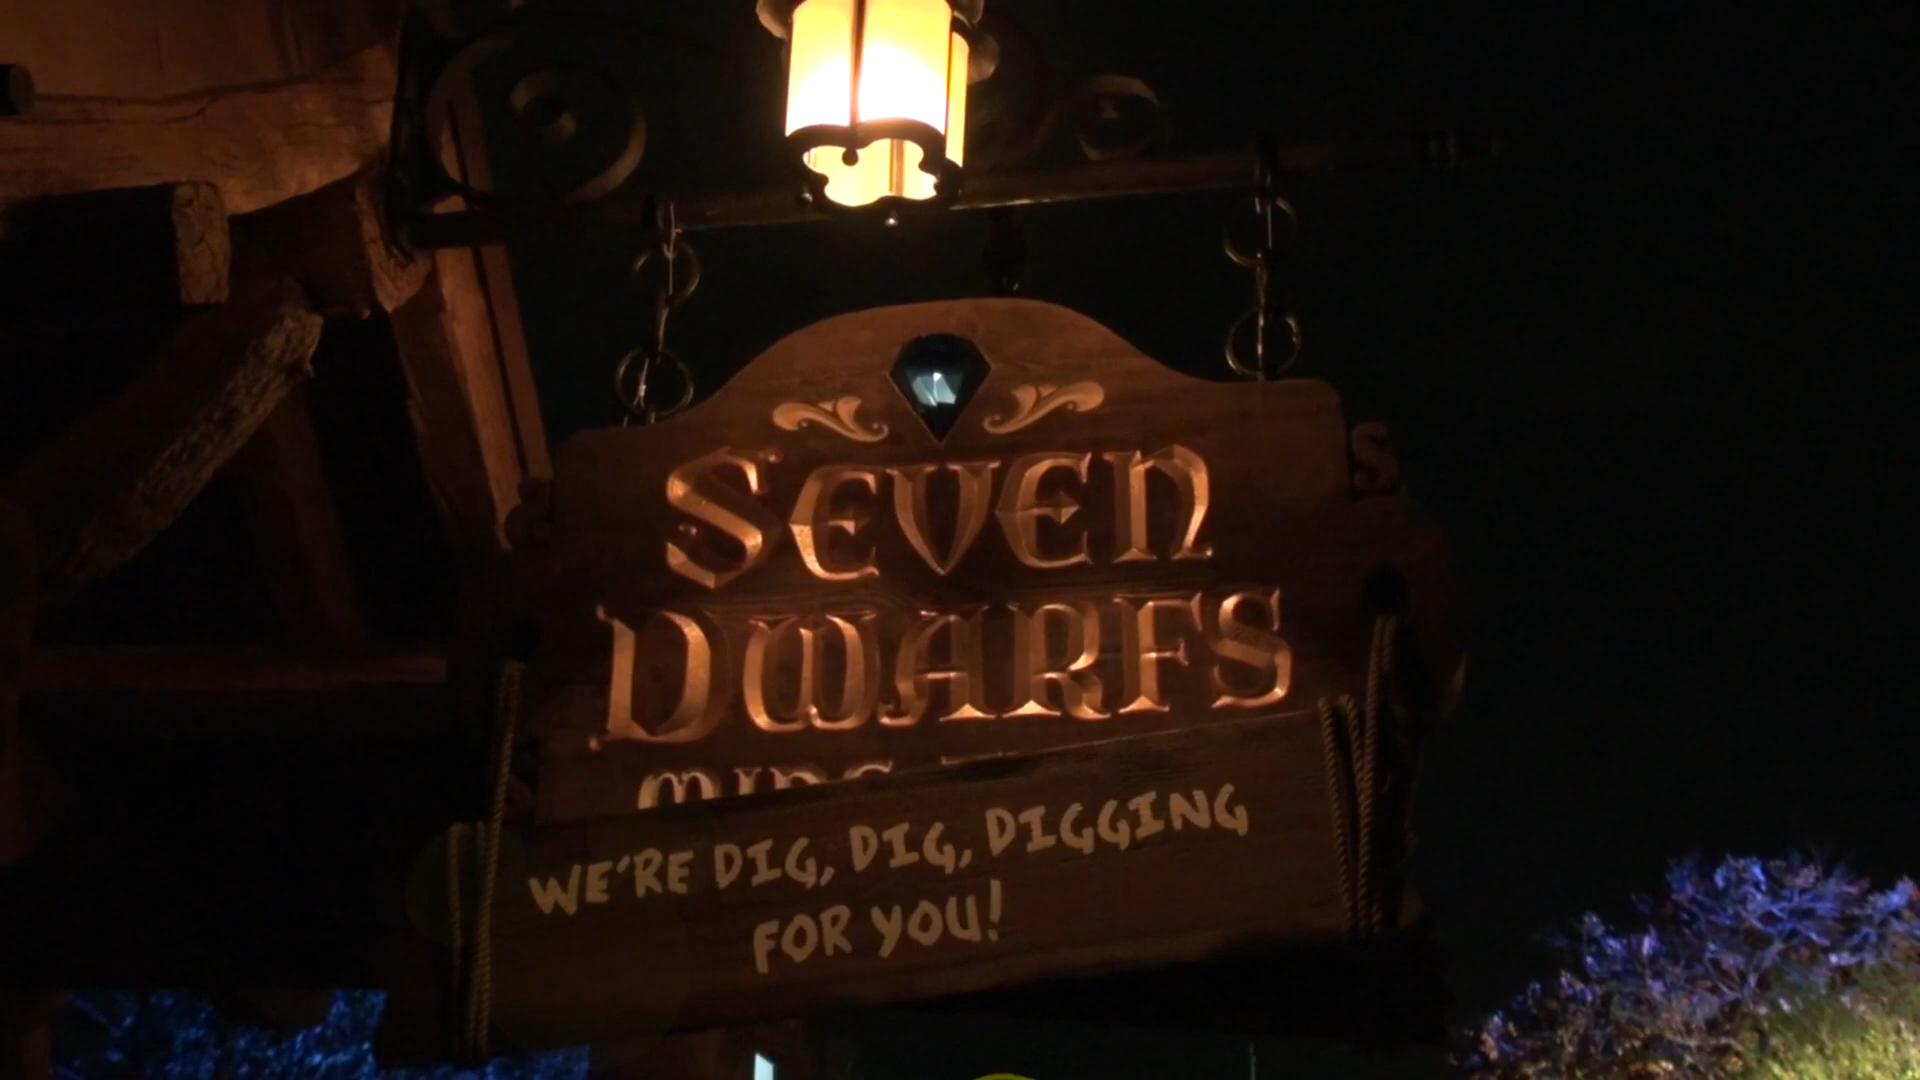 SEVEN
DWARFS
WE'RE DIG, DIG, DIGGING
FOR YOU!